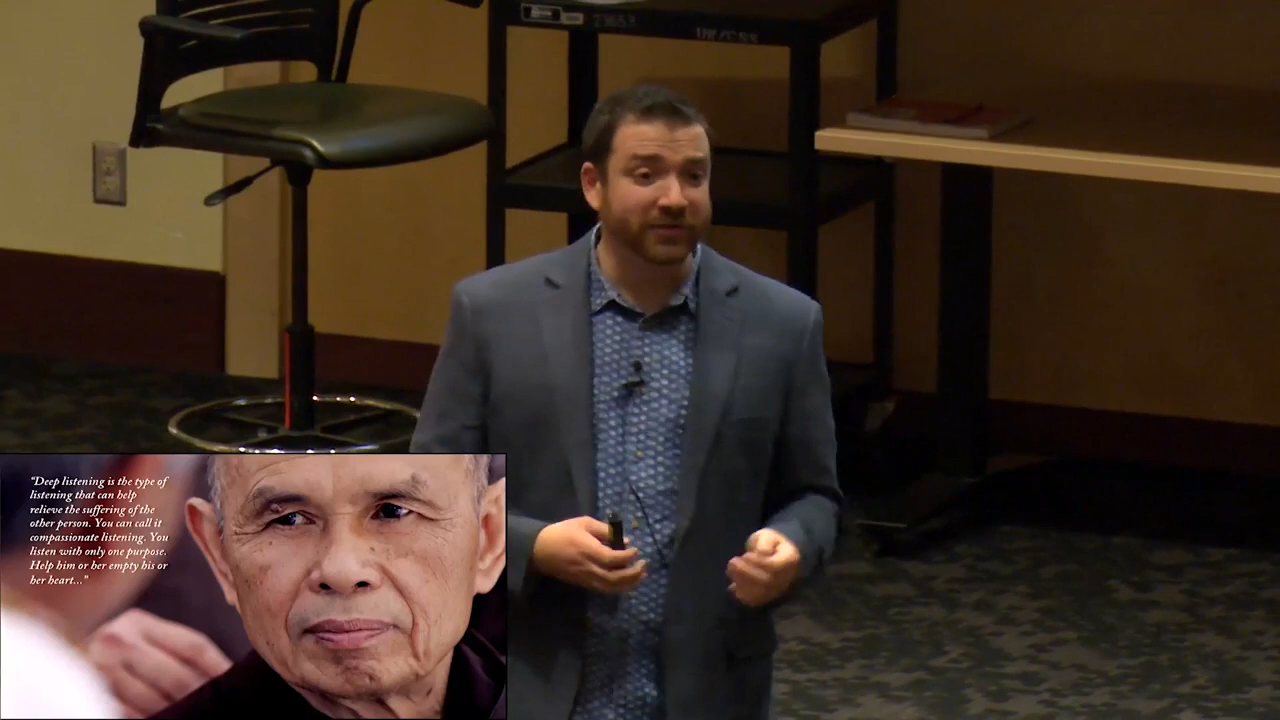 "Deep listening is the type of
listening that can help
relieve the suffering of the
other person. You can call it
compassionate listening. You
listen with only one purpose.
Help him or her empty his or
her heart..."